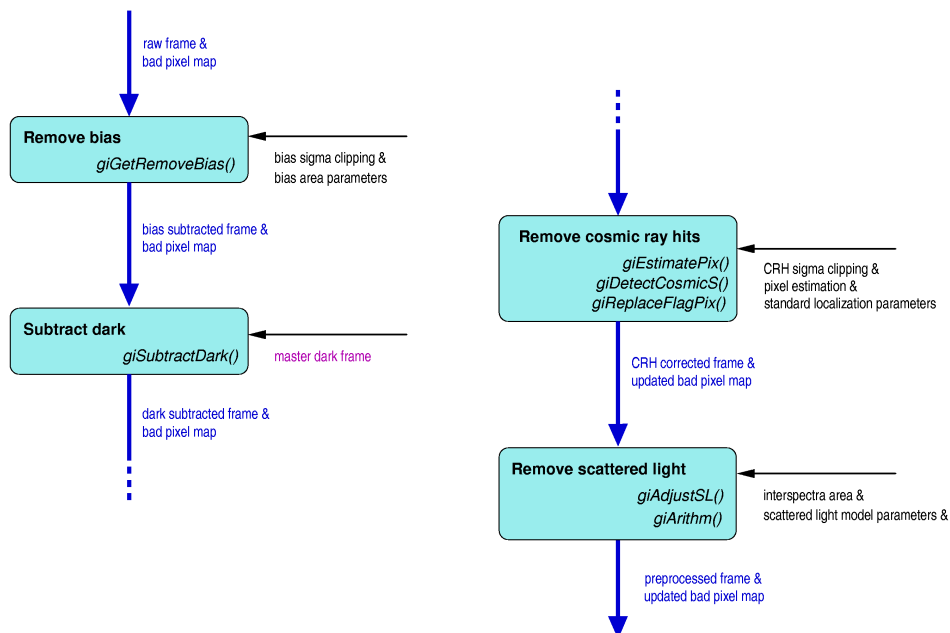 raw frame &
bad pixel map
Remove bias
giGetRemoveBias()
bias sigma clipping &
bias area parameters
bias subtracted frame &
bad pixel map
Subtract dark
giSubtractDark()
master dark frame
dark subtracted frame &
bad pixel map
Remove cosmic ray hits
giEstimatePix()
giDetectCosmicS()
giReplaceFlagPix()
CRH sigma clipping &
pixel estimation &
standard localization parameters
CRH corrected frame &
updated bad pixel map
Remove scattered light
giAdjustSL()
giArithm()
interspectra area &
scattered light model parameters &
preprocessed frame &
updated bad pixel map